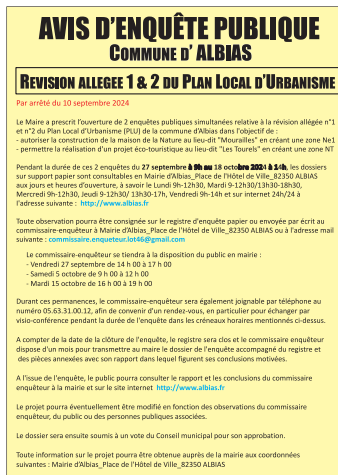 AVIS D'ENQUÊTE PUBLIQUE
COMMUNE D' ALBIAS
REVISION ALLEGEE 1 & 2 DU PLAN LOCAL D'URBANISME
Par arrêté du 10 septembre 2024
Le Maire a prescrit l'ouverture de 2 enquêtes publiques simultanées relative à la révision allégée n°1
et n°2 du Plan Local d'Urbanisme (PLU) de la commune d'Albias dans l'objectif de :
- autoriser la construction de la maison de la Nature au lieu-dit "Mourailles" en créant une zone Ne1
- permettre la réalisation d'un projet éco-touristique au lieu-dit "Les Tourels" en créant une zone NT
Pendant la durée de ces 2 enquêtes du 27 septembre à 9h au 18 octobre 2024 à 14h, les dossiers
sur support papier sont consultables en Mairie d'Albias_Place de l'Hôtel de Ville_82350 ALBIAS
aux jours et heures d'ouverture, à savoir le Lundi 9h-12h30, Mardi 9-12h30/13h30-18h30,
Mercredi 9h-12h30, Jeudi 9-12h30/ 13h30-17h, Vendredi 9h-14h et sur internet 24h/24 à
l'adresse suivante : http://www.albias.fr
Toute observation pourra être consignée sur le registre d'enquête papier ou envoyée par écrit au
commissaire-enquêteur à Mairie d'Albias_Place de l'Hôtel de Ville_82350 ALBIAS ou à l'adresse mail
suivante : commissaire.enqueteur.lot46@gmail.com
Le commissaire-enquêteur se tiendra à la disposition du public en mairie :
- Vendredi 27 septembre de 14 h 00 à 17 h 00
- Samedi 5 octobre de 9 h 00 à 12 h 00
- Mardi 15 octobre de 16 h 00 à 19 h 00
Durant ces permanences, le commissaire-enquêteur sera également joignable par téléphone au
numéro 05.63.31.00.12, afin de convenir d'un rendez-vous, en particulier pour échanger par
visio-conférence pendant la durée de l'enquête dans les créneaux horaires mentionnés ci-dessus.
A compter de la date de la clôture de l'enquête, le registre sera clos et le commissaire enquêteur
dispose d'un mois pour transmettre au maire le dossier de l'enquête accompagné du registre et
des pièces annexées avec son rapport dans lequel figurent ses conclusions motivées.
A l'issue de l'enquête, le public pourra consulter le rapport et les conclusions du commissaire
enquêteur à la mairie et sur le site internet http://www.albias.fr
Le projet pourra éventuellement être modifié en fonction des observations du commissaire
enquêteur, du public ou des personnes publiques associées.
Le dossier sera ensuite soumis à un vote du Conseil municipal pour son approbation.
Toute information sur le projet pourra être obtenue auprès de la mairie aux coordonnées
suivantes : Mairie d'Albias_Place de l'Hôtel de Ville_82350 ALBIAS